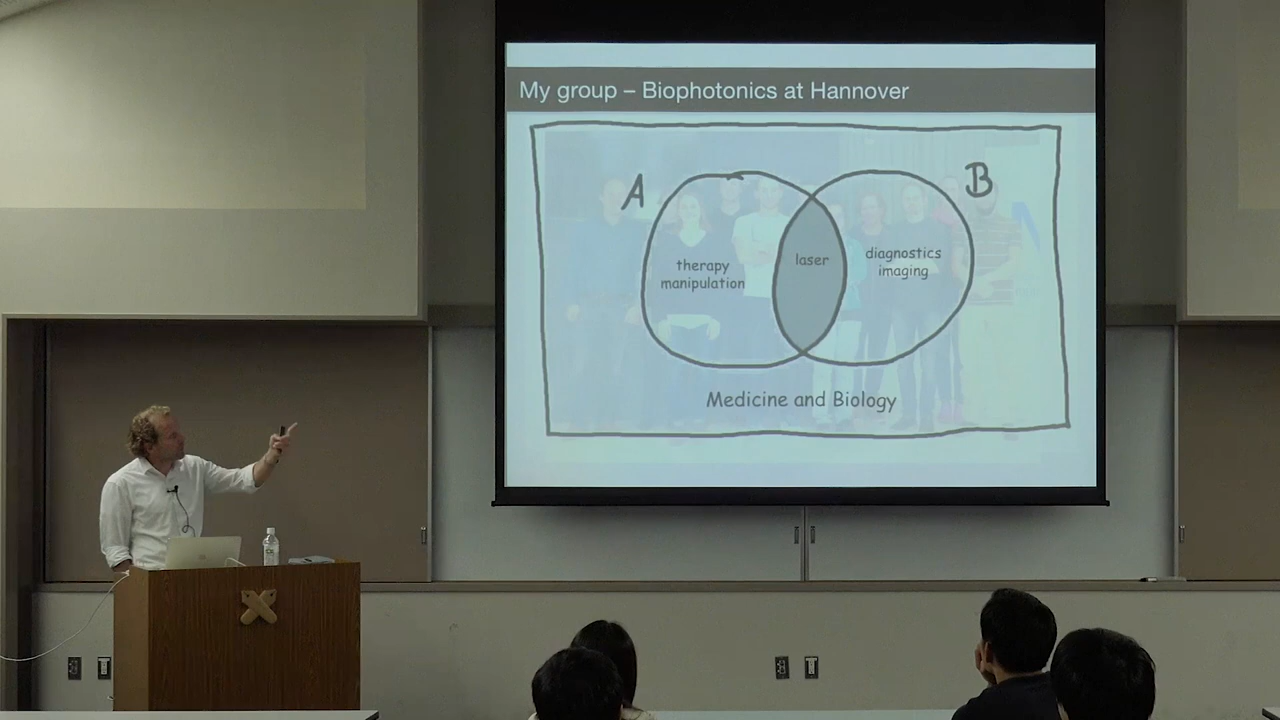 My group – Biophotonics at Hannover
A
B
therapy
manipulation
laser
diagnostics
imaging
Medicine and Biology